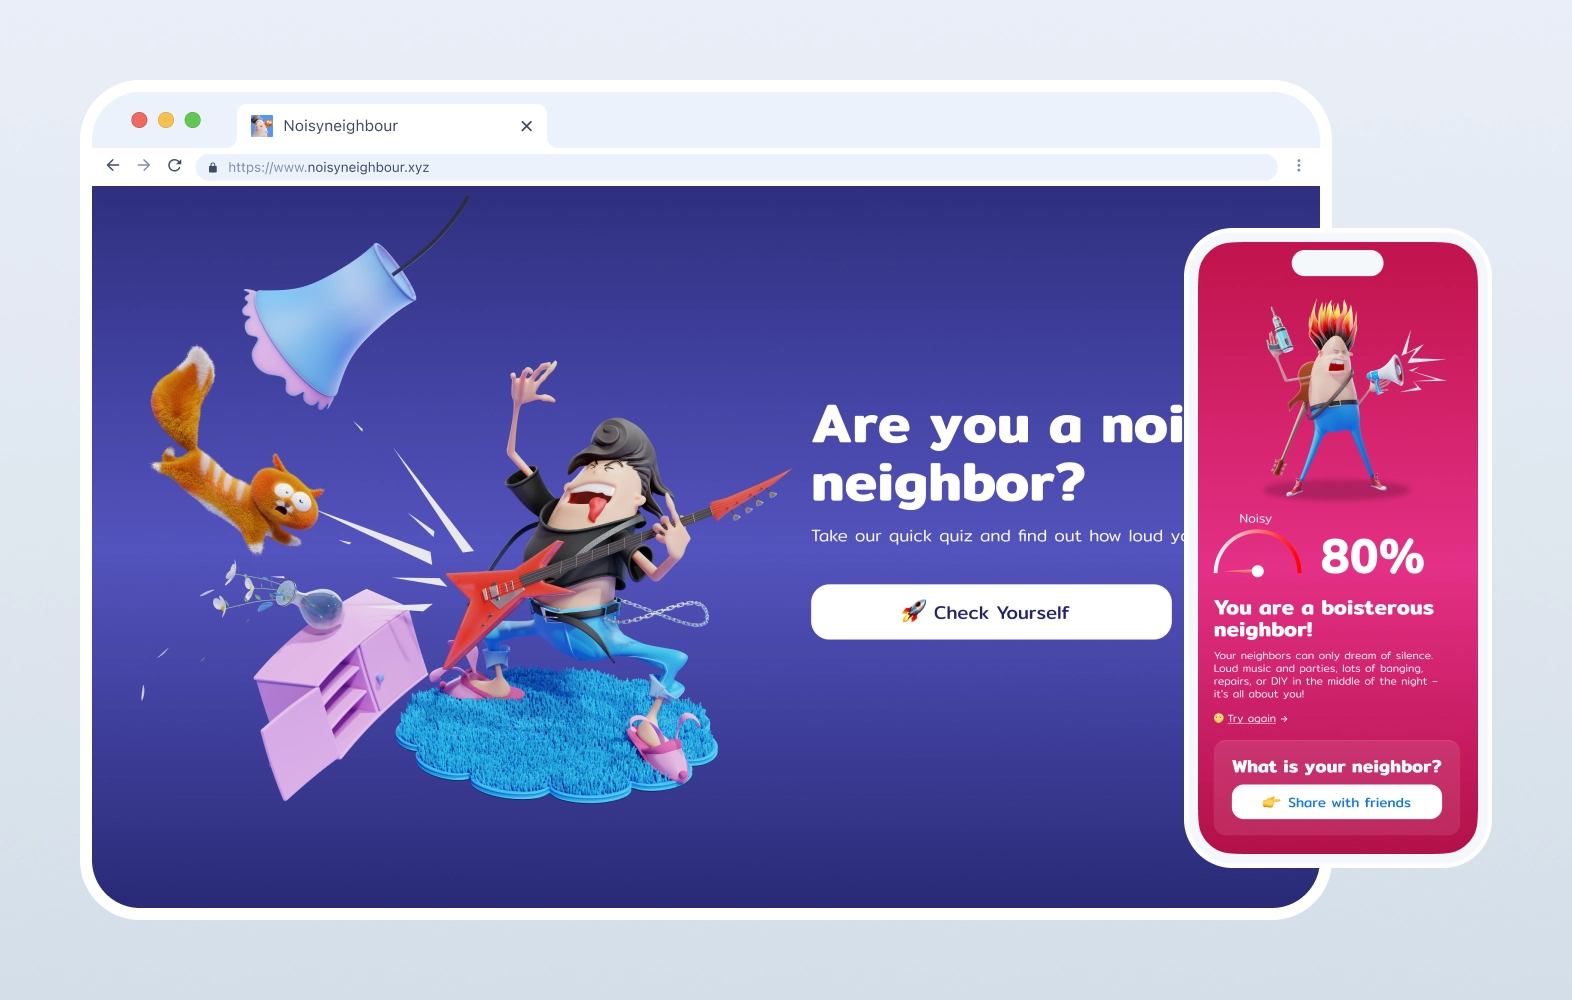 Noisyneighbour
https://www.noisyneighbour.xyz
Are you a noi
neighbor?
Take our quick quiz and find out how loud yo
🚀 Check Yourself
Noisy
80%
You are a boisterous
neighbor!
Your neighbors can only dream of silence.
Loud music and parties, lots of banging,
repairs, or DIY in the middle of the night –
it's all about you!
Try again →
What is your neighbor?
👉 Share with friends